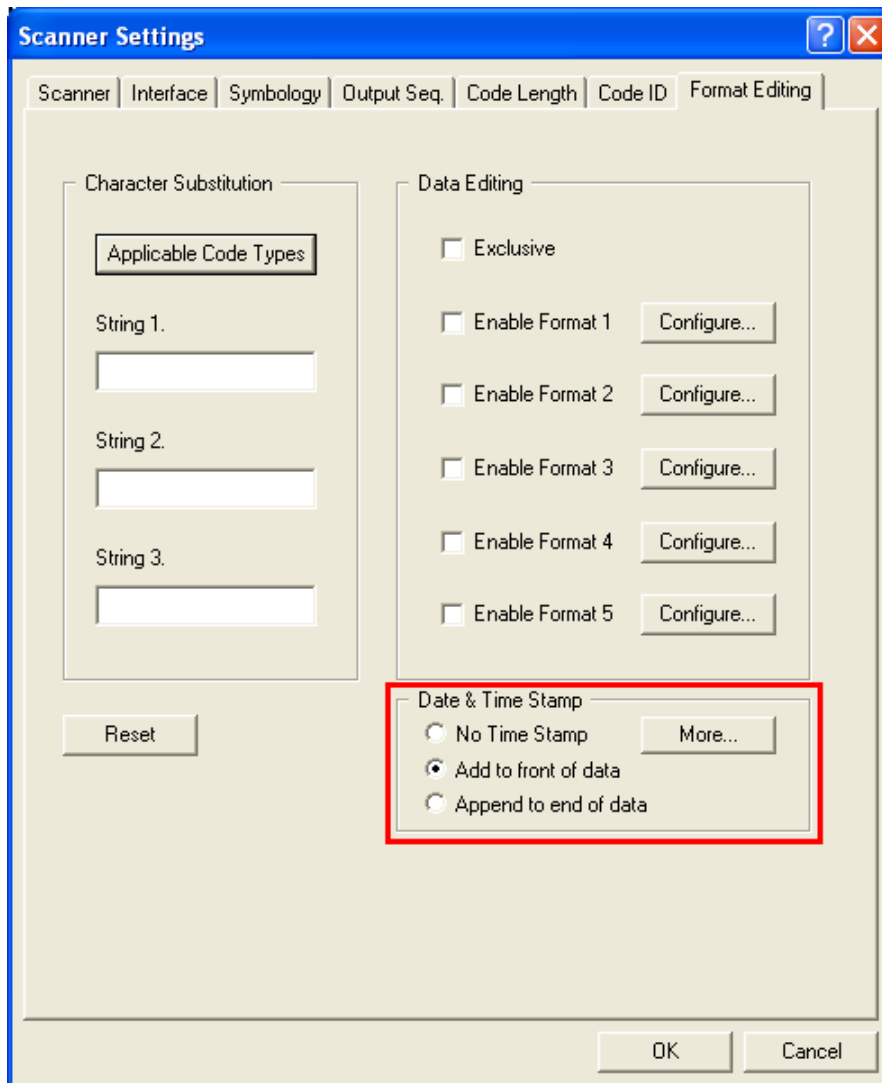 Scanner Settings
Scanner Interface Symbology Output Seq. Code Length Code ID Format Editing
Character Substitution
Applicable Code Types
String 1.
String 2.
String 3.
Reset
Data Editing
Exclusive
Enable Format 1 Configure...
Enable Format 2 Configure...
Enable Format 3 Configure...
Enable Format 4 Configure...
Enable Format 5 Configure...
Date & Time Stamp
No Time Stamp More...
Add to front of data
Append to end of data
OK Cancel